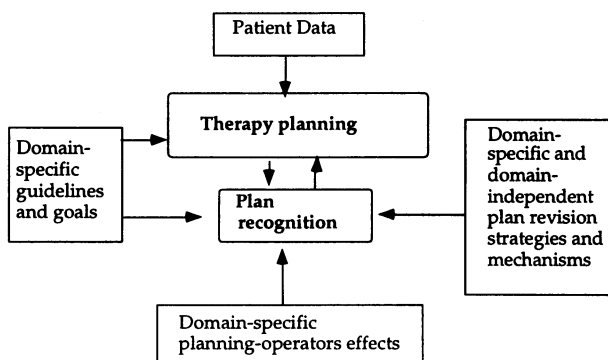 Patient Data
Therapy planning
Domain-
specific
guidelines
and goals
Plan
recognition
Domain-
specific and
domain-
independent
plan revision
strategies and
mechanisms
Domain-specific
planning-operators effects